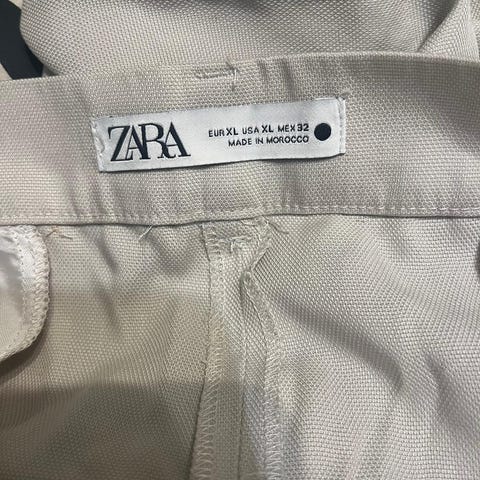 ZARA
EUR XL USA XL MEX 32
MADE IN MOROCCO